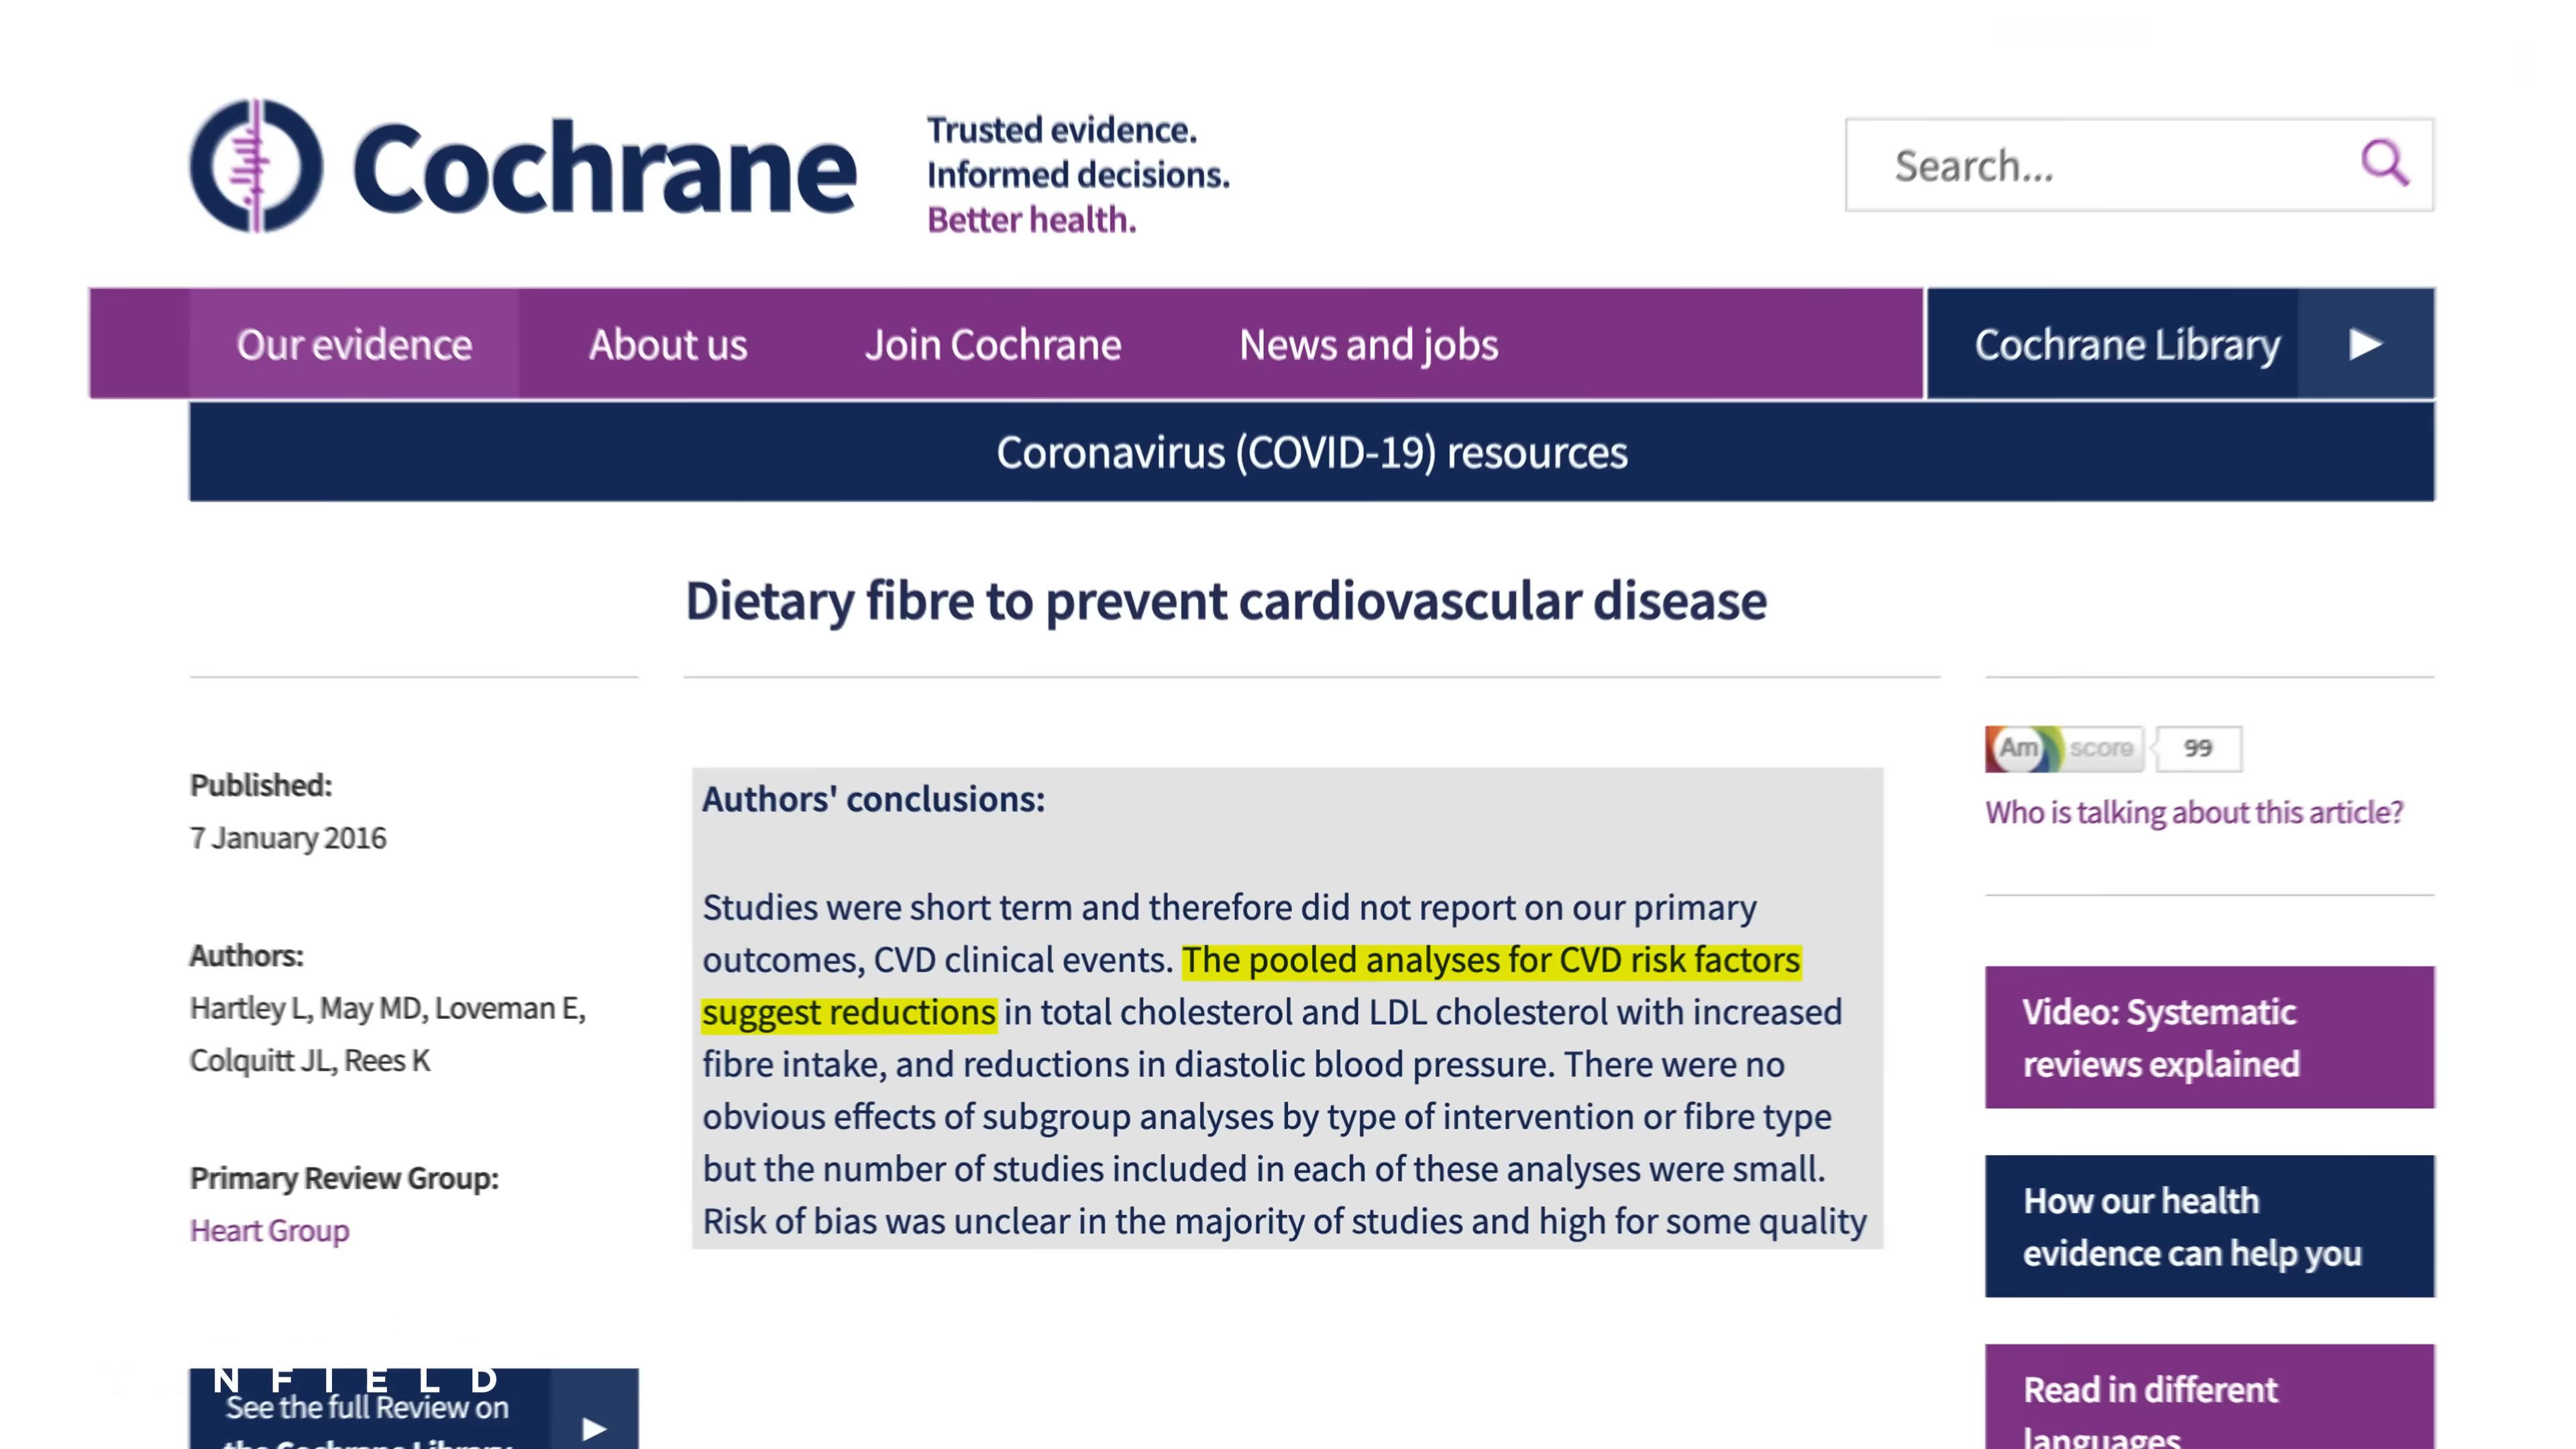 Cochrane
Trusted evidence.
Informed decisions.
Better health.
Search...
Our evidence
About us
Join Cochrane
News and jobs
Cochrane Library
Coronavirus (COVID-19) resources
Dietary fibre to prevent cardiovascular disease
Published:
7 January 2016
Authors:
Hartley L, May MD, Loveman E,
Colquitt JL, Rees K
Primary Review Group:
Heart Group
NFIELD
See the full Review on
the Cochrane Library
Authors' conclusions:
Studies were short term and therefore did not report on our primary
outcomes, CVD clinical events. The pooled analyses for CVD risk factors
suggest reductions in total cholesterol and LDL cholesterol with increased
fibre intake, and reductions in diastolic blood pressure. There were no
obvious effects of subgroup analyses by type of intervention or fibre type
but the number of studies included in each of these analyses were small.
Risk of bias was unclear in the majority of studies and high for some quality
Am score 99
Who is talking about this article?
Video: Systematic
reviews explained
How our health
evidence can help you
Read in different
languages